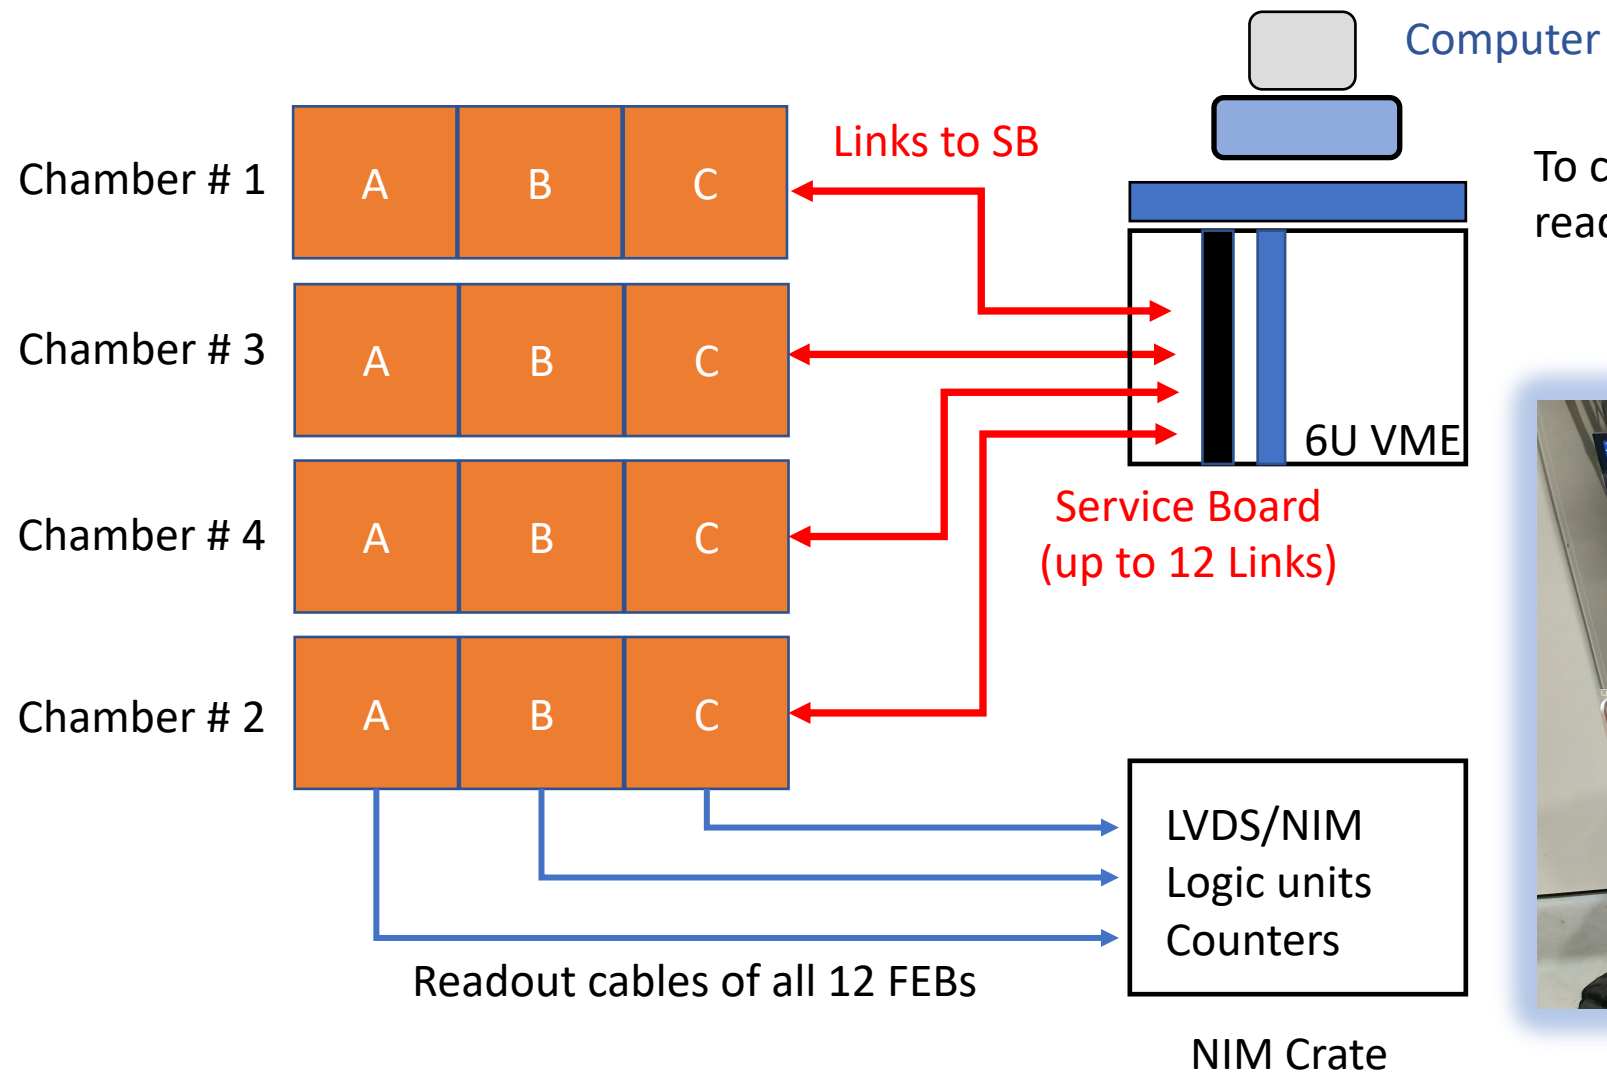 Computer
Links to SB
To
Chamber # 1
A B C
Chamber # 3
A B C
6U VME
Service Board
(up to 12 Links)
Chamber # 4
A B C
Chamber # 2
A B C
LVDS/NIM
Logic units
Counters
Readout cables of all 12 FEBs
NIM Crate